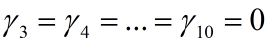 γ₃ = γ₄ = ... = γ₁₀ = 0